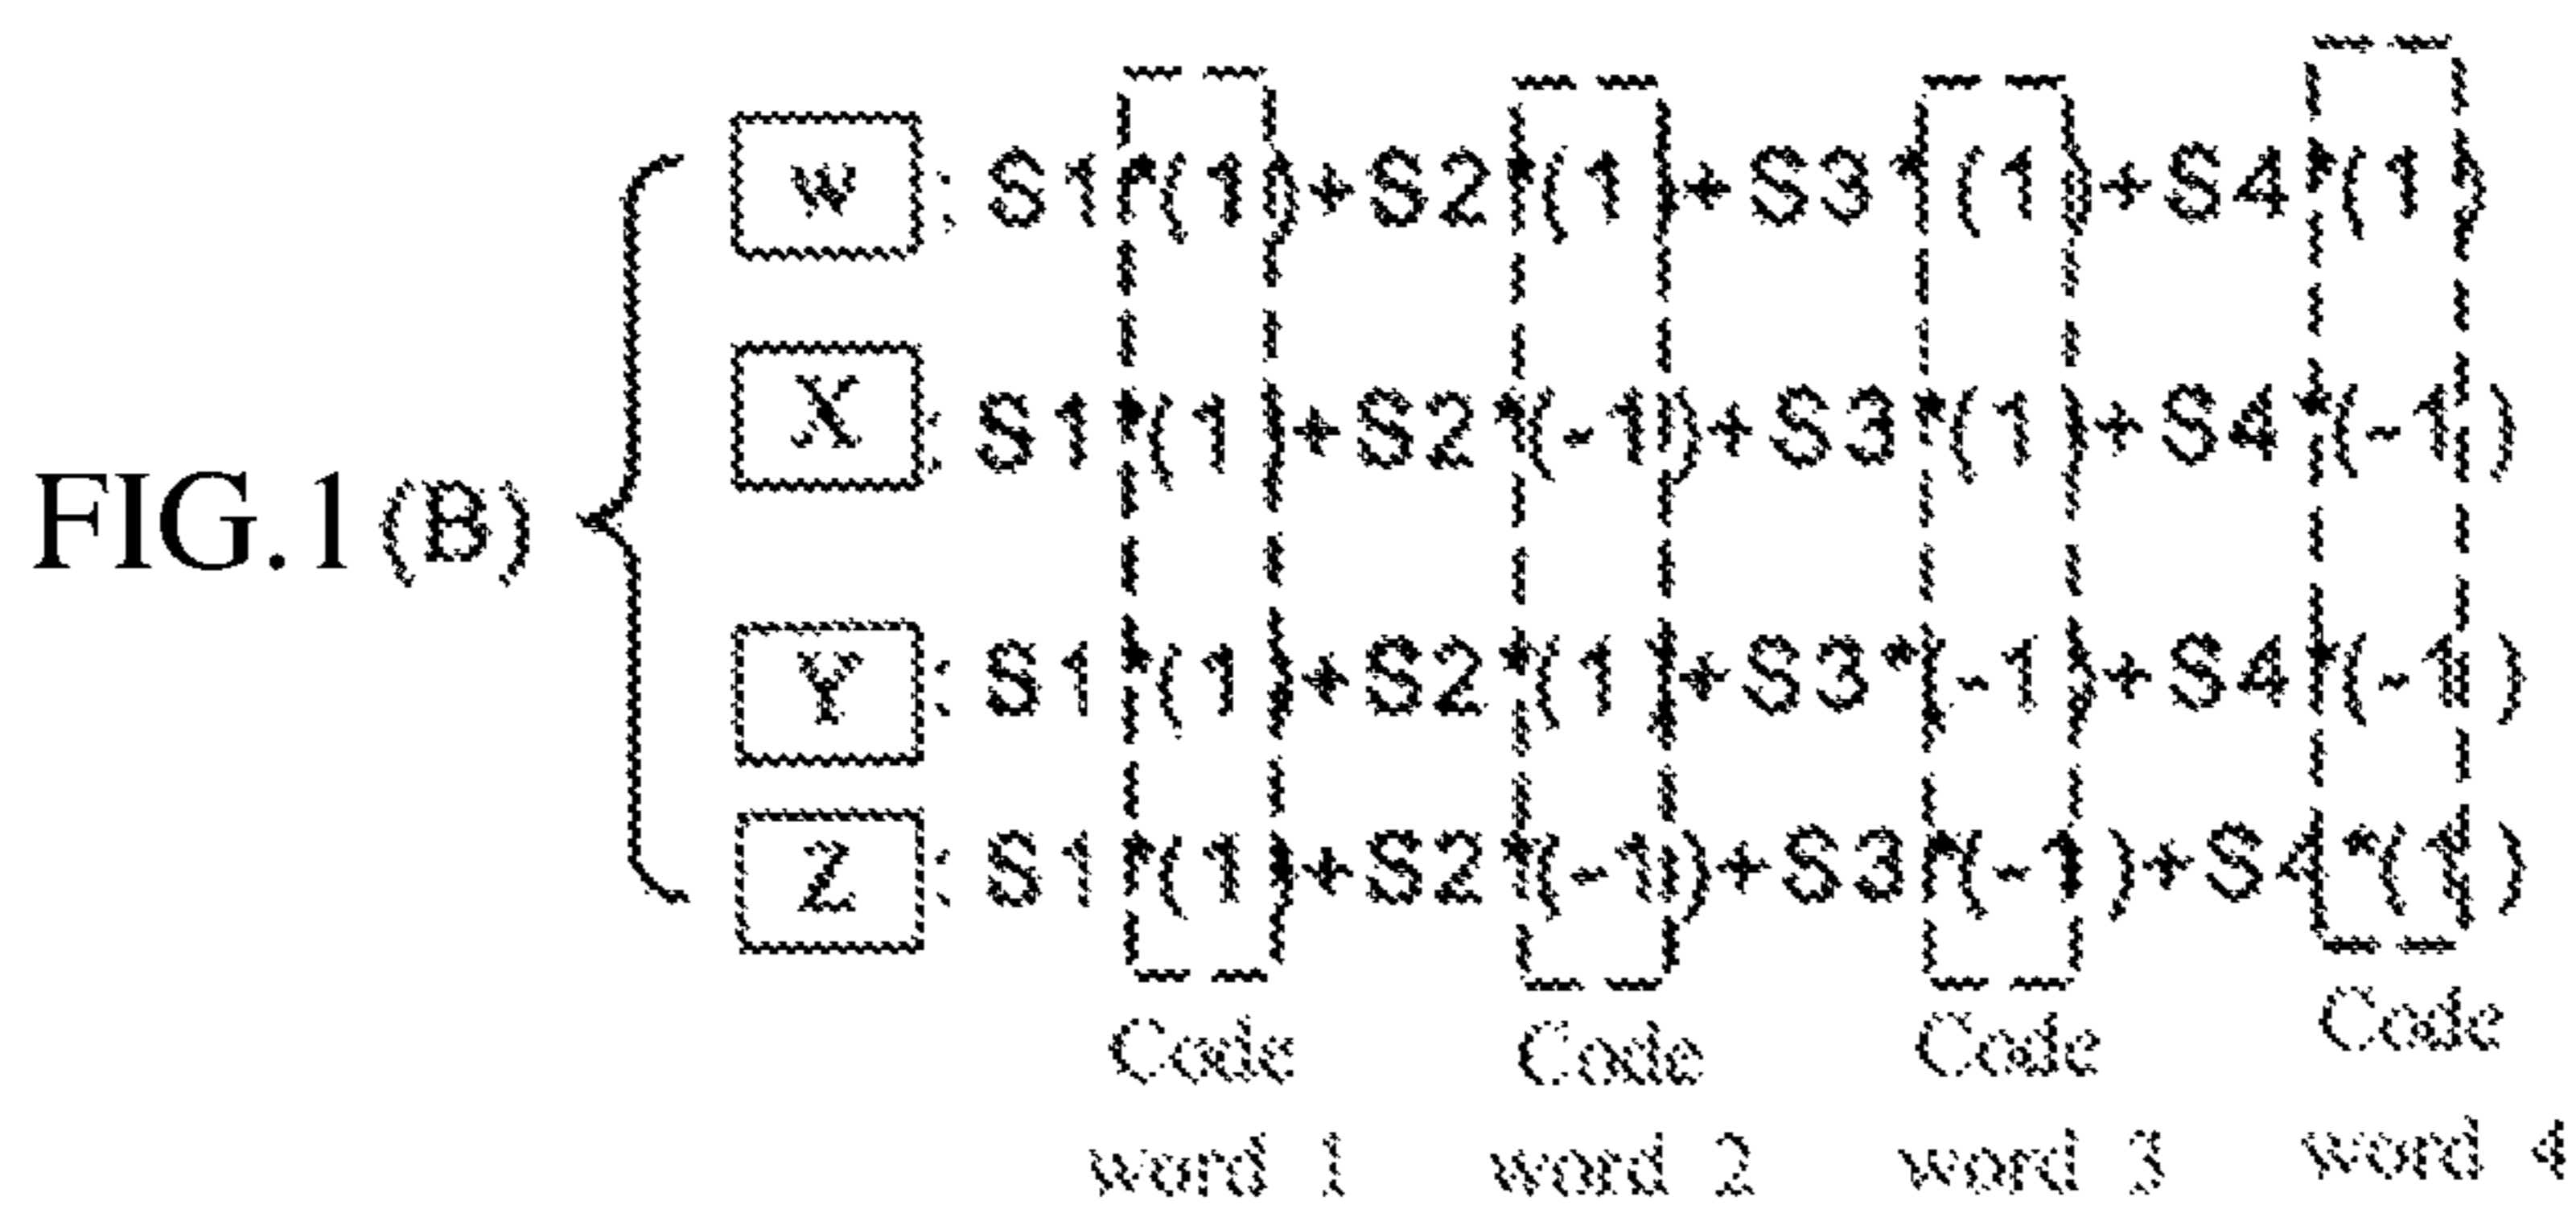 W : S1*(1)+S2*(1)+S3*(1)+S4*(1)
X : S1*(1)+S2*(-1)+S3*(1)+S4*(-1)
FIG.1(B)
Y : S1*(1)+S2*(1)+S3*(-1)+S4*(-1)
Z : S1*(1)+S2*(-1)+S3*(-1)+S4*(1)
Code word 1
Code word 2
Code word 3
Code word 4